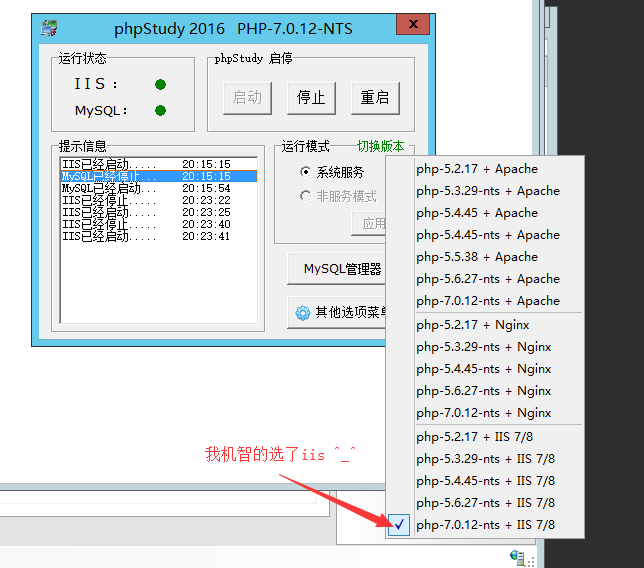 phpStudy 2016 PHP-7.0.12-NTS
运行状态
IIS：
MySQL：
phpStudy 启停
启动 停止 重启
提示信息
IIS已经启动..... 20:15:15
MySQL已经停止... 20:15:15
MySQL已经启动... 20:15:54
IIS已经停止..... 20:23:22
IIS已经启动..... 20:23:25
IIS已经停止..... 20:23:40
IIS已经启动..... 20:23:41
运行模式 切换版本
系统服务
非服务模式
应用
MySQL管理器
其他选项菜单
php-5.2.17 + Apache
php-5.3.29-nts + Apache
php-5.4.45 + Apache
php-5.4.45-nts + Apache
php-5.5.38 + Apache
php-5.6.27-nts + Apache
php-7.0.12-nts + Apache
php-5.2.17 + Nginx
php-5.3.29-nts + Nginx
php-5.4.45-nts + Nginx
php-5.6.27-nts + Nginx
php-7.0.12-nts + Nginx
php-5.2.17 + IIS 7/8
php-5.3.29-nts + IIS 7/8
php-5.4.45-nts + IIS 7/8
php-5.6.27-nts + IIS 7/8
php-7.0.12-nts + IIS 7/8
我机智的选了iis ^_^